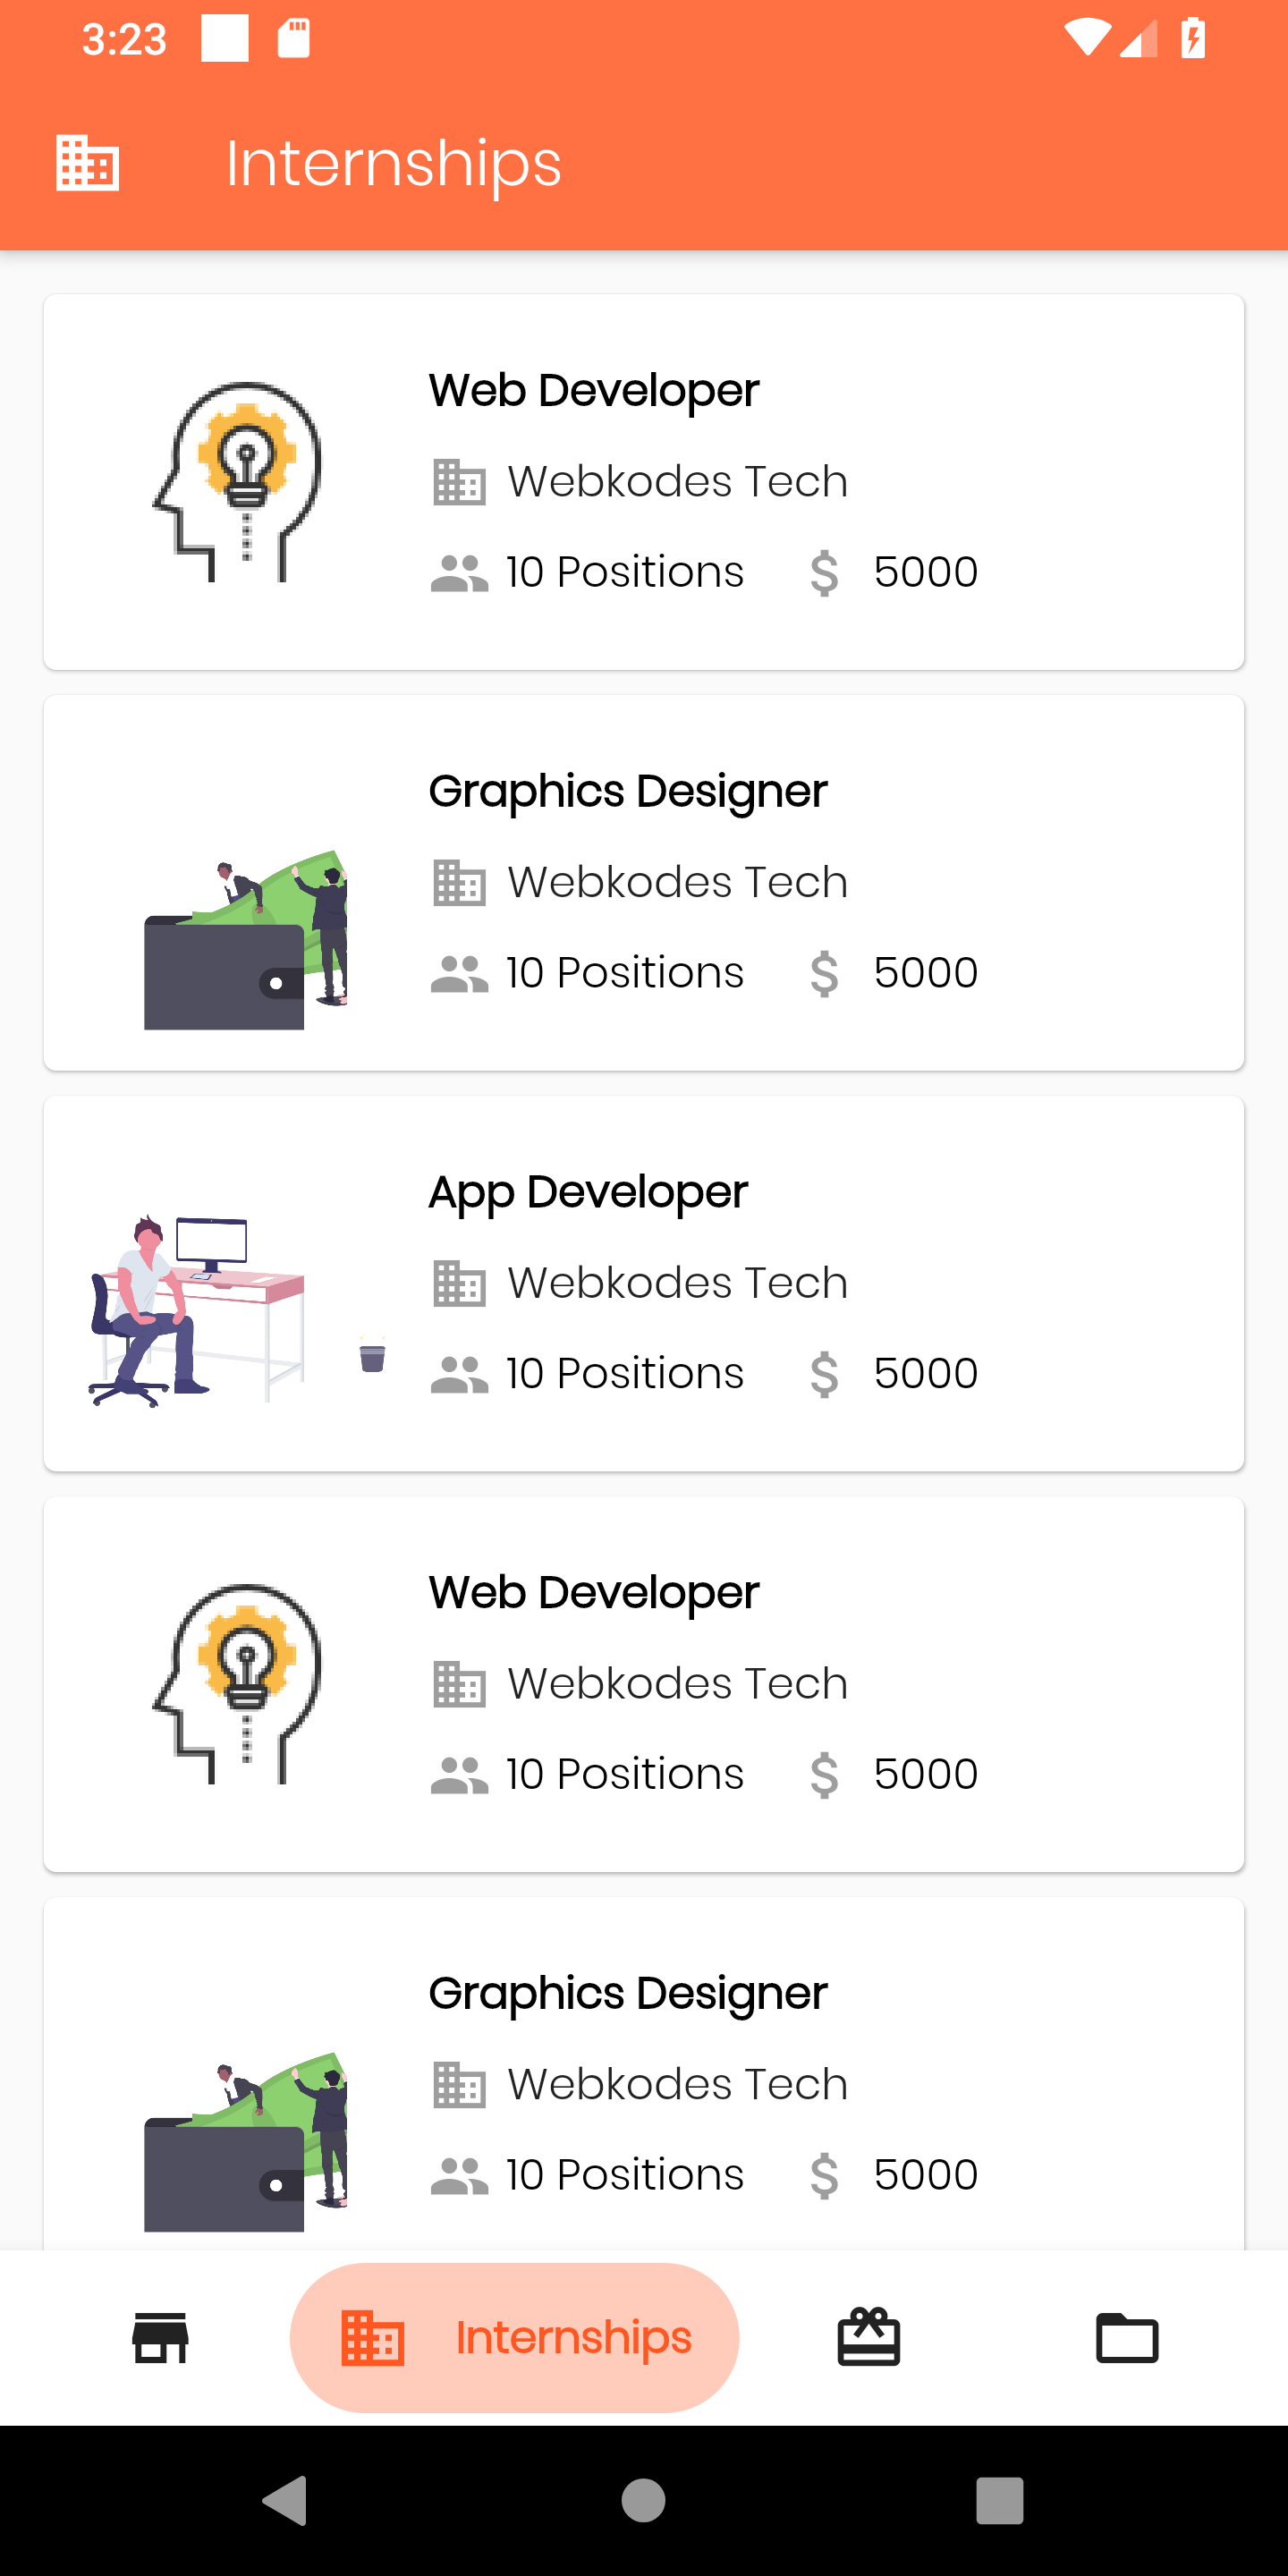 3:23
Internships
Web Developer
Webkodes Tech
10 Positions $ 5000
Graphics Designer
Webkodes Tech
10 Positions $ 5000
App Developer
Webkodes Tech
10 Positions $ 5000
Web Developer
Webkodes Tech
10 Positions $ 5000
Graphics Designer
Webkodes Tech
10 Positions $ 5000
Internships